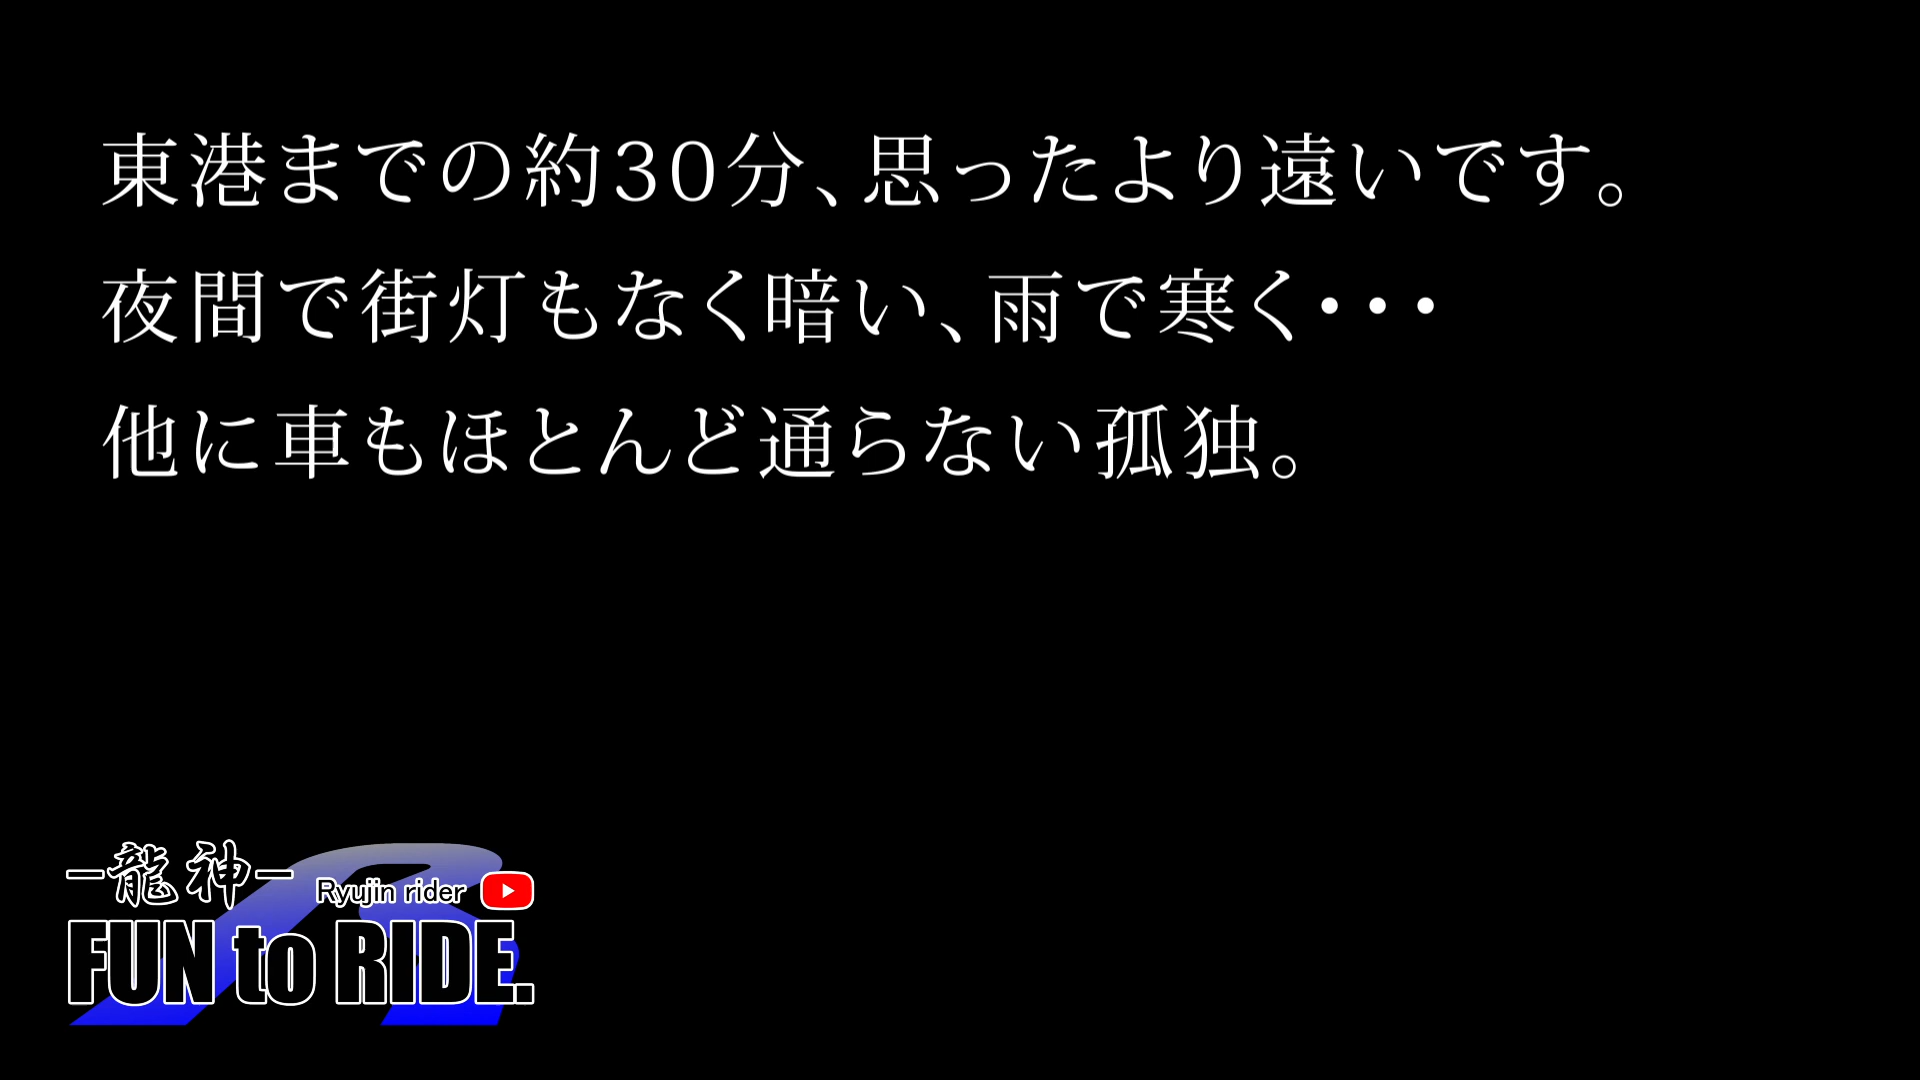 東港までの約30分、思ったより遠いです。
夜間で街灯もなく暗い、雨で寒く・・・
他に車もほとんど通らない孤独。
－龍神－ Ryujin rider
FUN to RIDE.